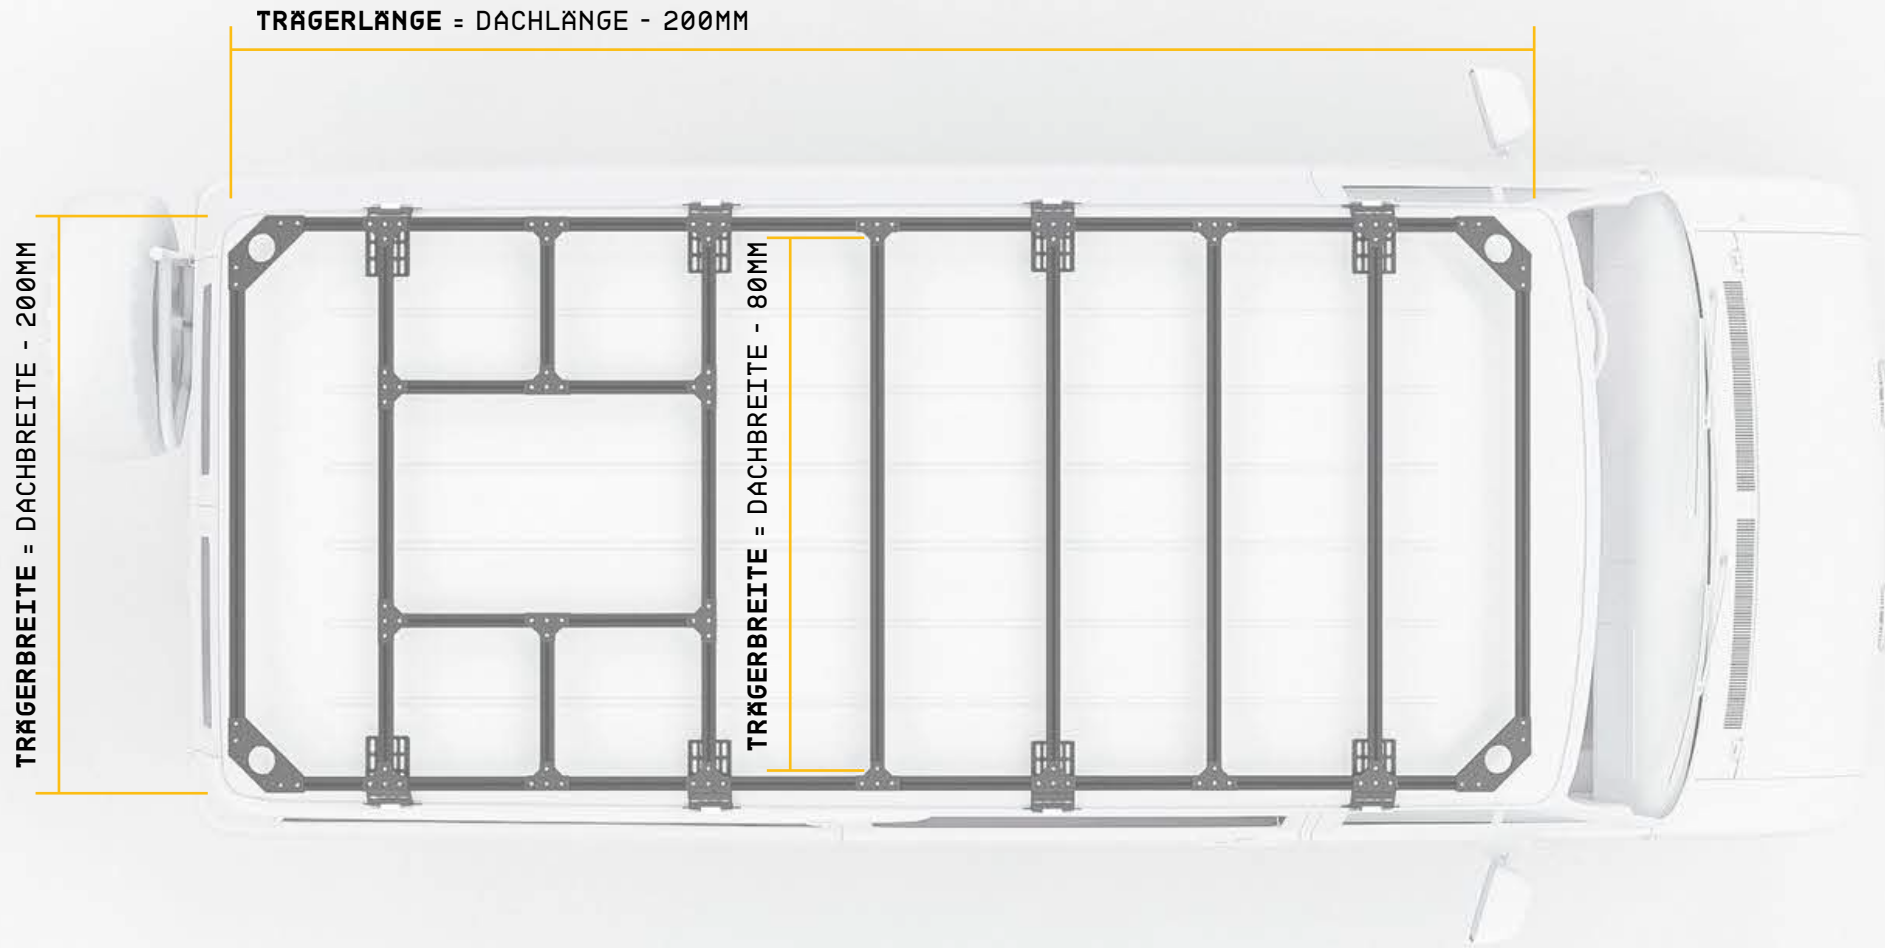 TRÄGERLÄNGE = DACHLÄNGE - 200MM
TRÄGERBREITE = DACHBREITE - 200MM
TRÄGERBREITE = DACHBREITE - 80MM